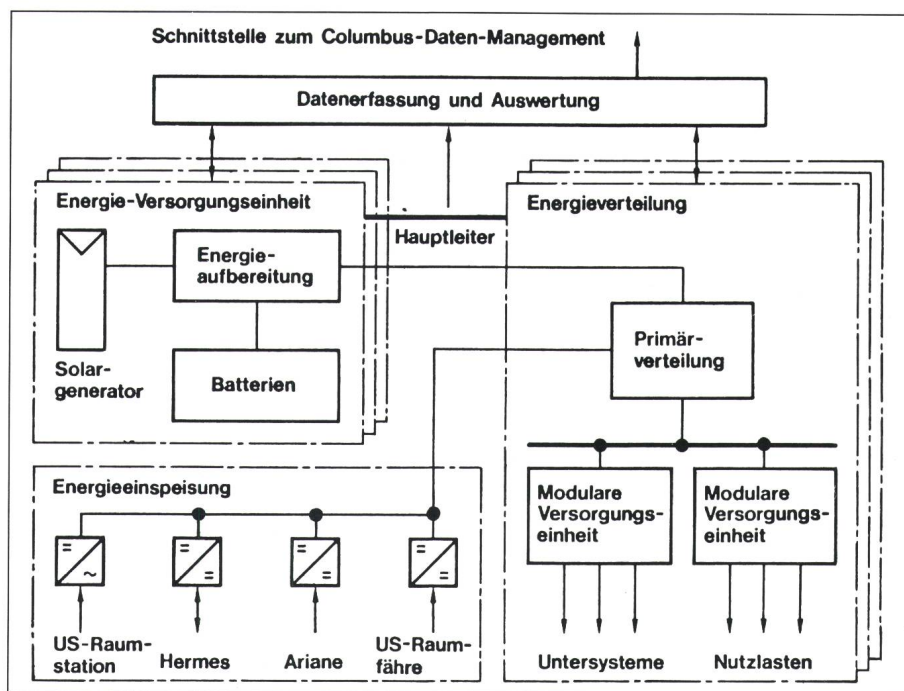 Schnittstelle zum Columbus-Daten-Management
Datenerfassung und Auswertung
Energie-Versorgungseinheit
Energie-
aufbereitung
Solar-
generator
Batterien
Hauptleiter
Energieverteilung
Primär-
verteilung
Modulare
Versorgungs-
einheit
Modulare
Versorgungs-
einheit
Untersysteme
Nutzlasten
Energieeinspeisung
=
~
=
=
=
=
=
=
US-Raum-
station
Hermes
Ariane
US-Raum-
fähre